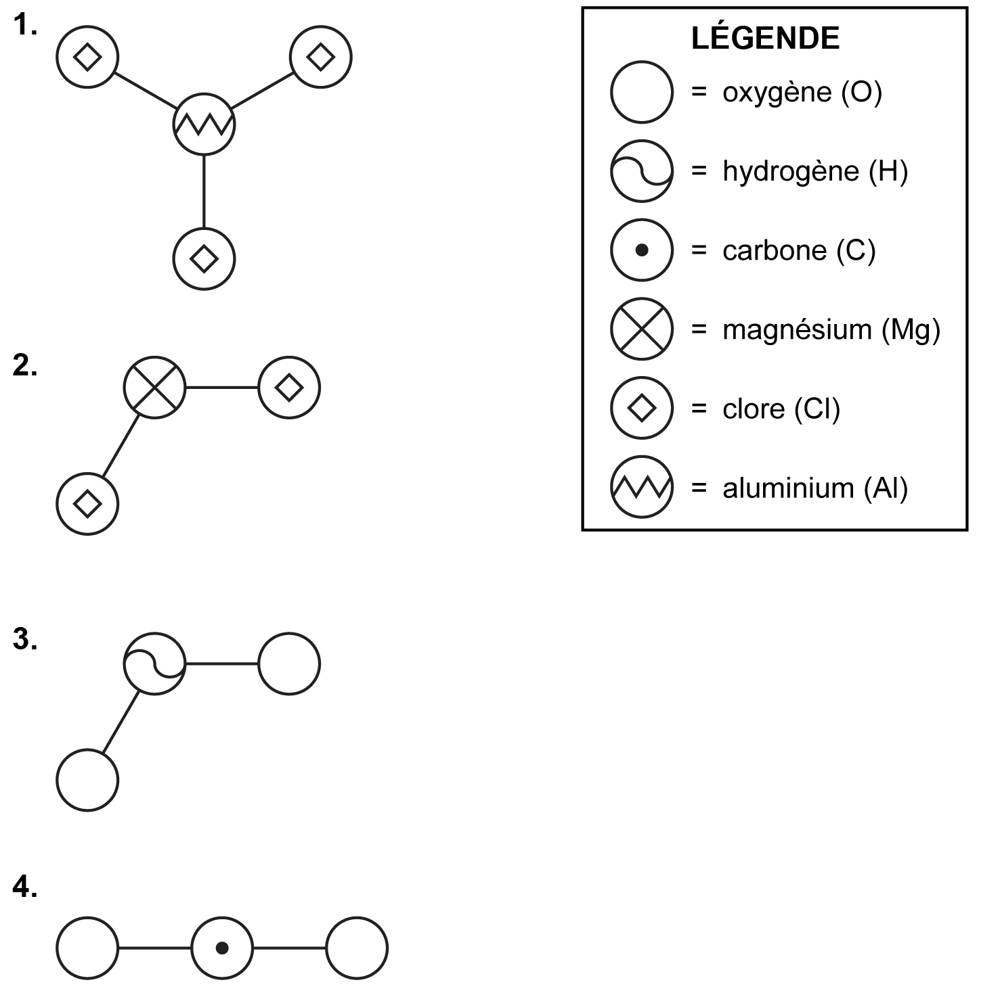 1.
2.
3.
4.
LÉGENDE
= oxygène (O)
= hydrogène (H)
= carbone (C)
= magnésium (Mg)
= clore (Cl)
= aluminium (Al)